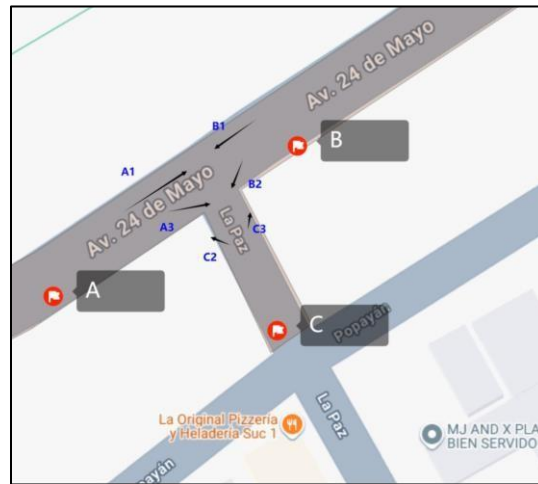 Av. 24 de Mayo
B1
B
A1
B2
Av. 24 de Mayo
A3
La Paz
C3
C2
A
C
Popayán
La Paz
La Original Pizzería
y Heladería Suc 1
MJ AND X PLA
BIEN SERVIDO
Popayán